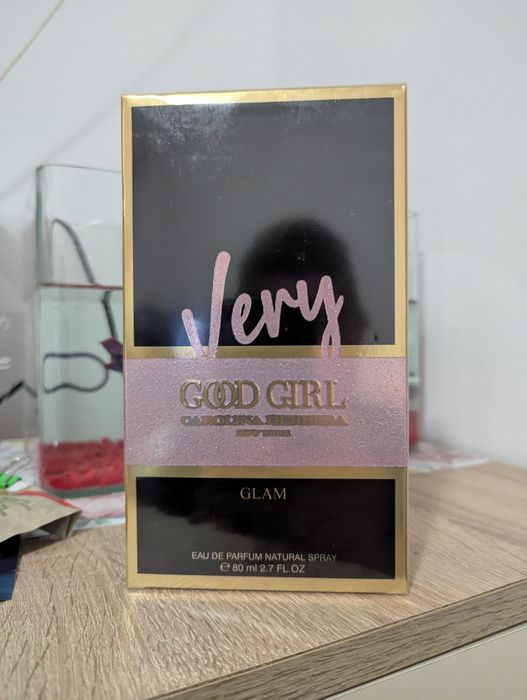 Very
GOOD GIRL
CAROLINA HERRERA
NEW YORK
GLAM
EAU DE PARFUM NATURAL SPRAY
℮ 80 ml 2.7 FL.OZ